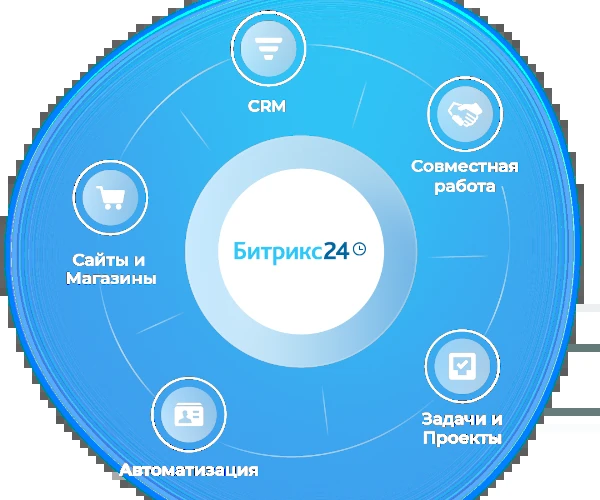 CRM
Совместная
работа
Сайты и
Магазины
Битрикс24
Задачи и
Проекты
Автоматизация